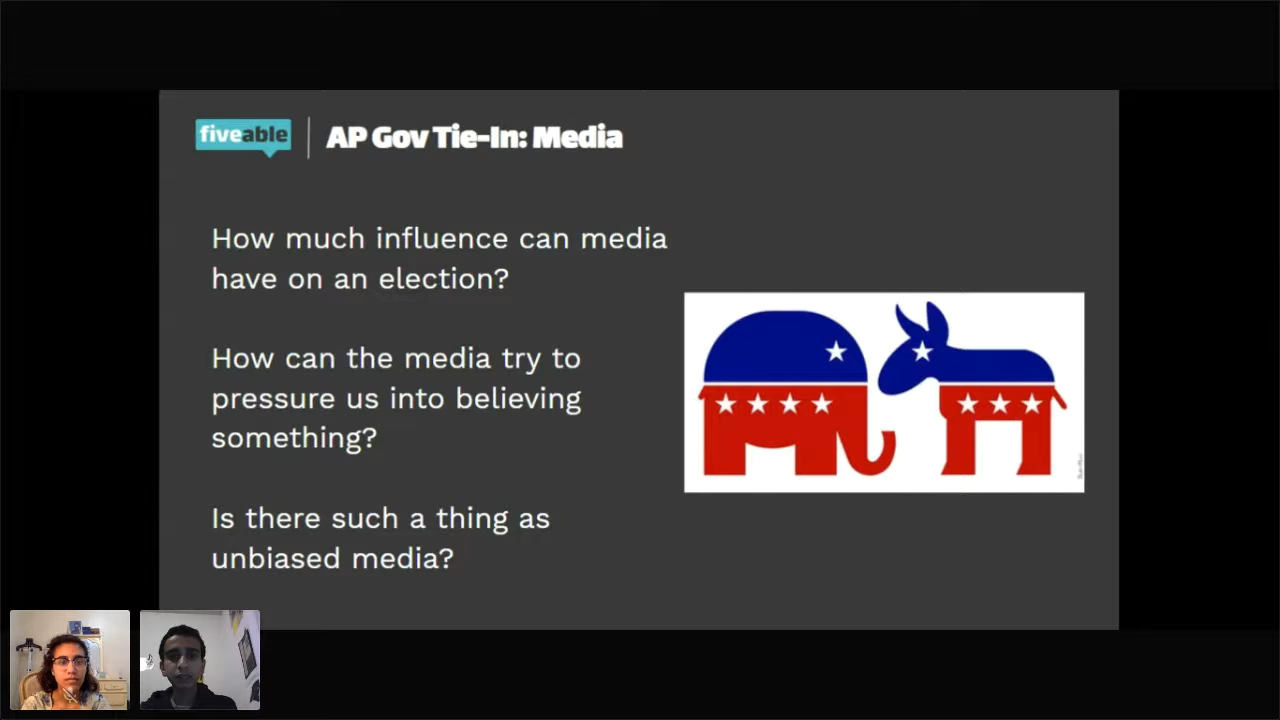 fiveable
AP Gov Tie-In: Media
How much influence can media
have on an election?
How can the media try to
pressure us into believing
something?
Is there such a thing as
unbiased media?